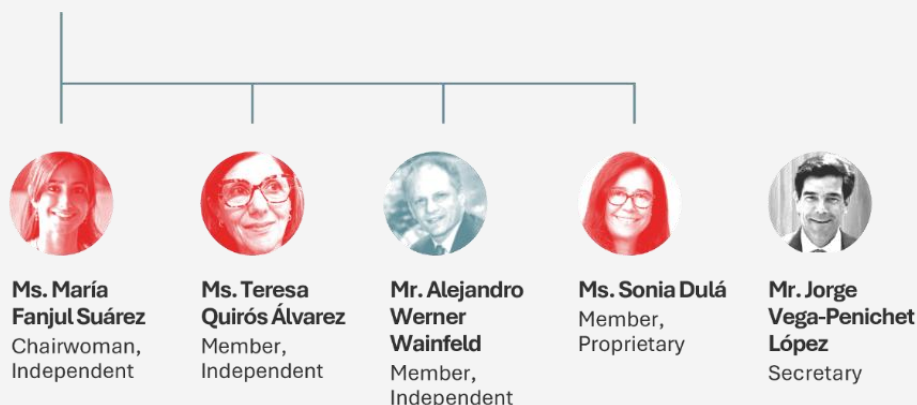 Ms. María
Fanjul Suárez
Chairwoman,
Independent
Ms. Teresa
Quirós Álvarez
Member,
Independent
Mr. Alejandro
Werner
Wainfeld
Member,
Independent
Ms. Sonia Dulá
Member,
Proprietary
Mr. Jorge
Vega-Penichet
López
Secretary